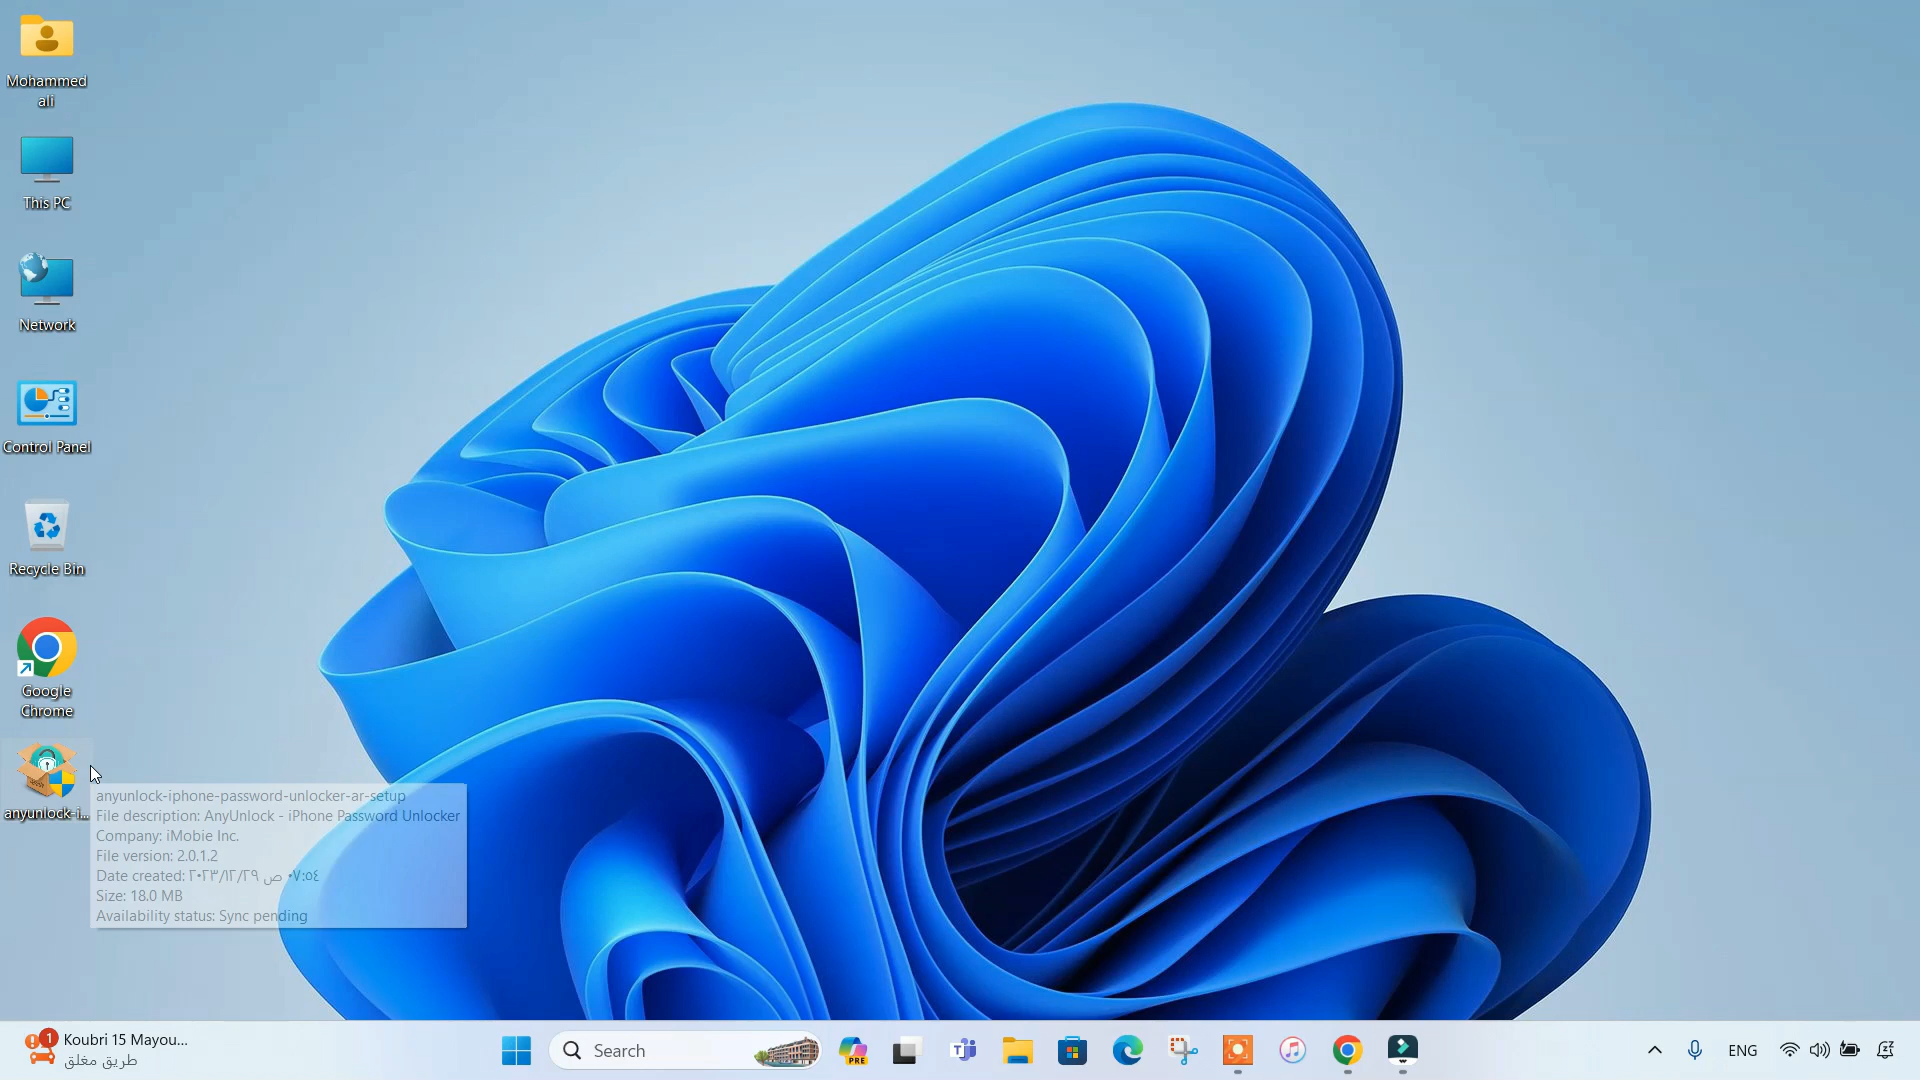 Mohammed
ali
This PC
Network
Control Panel
Recycle Bin
Google
Chrome
anyunlock-i...
anyunlock-iphone-password-unlocker-ar-setup
File description: AnyUnlock - iPhone Password Unlocker
Company: iMobie Inc.
File version: 2.0.1.2
Date created: ٢٠٢٣/١٢/٢٩ ص ٠٧:٥٤
Size: 18.0 MB
Availability status: Sync pending
1
Koubri 15 Mayou...
طريق مغلق
Search
PRE
ENG